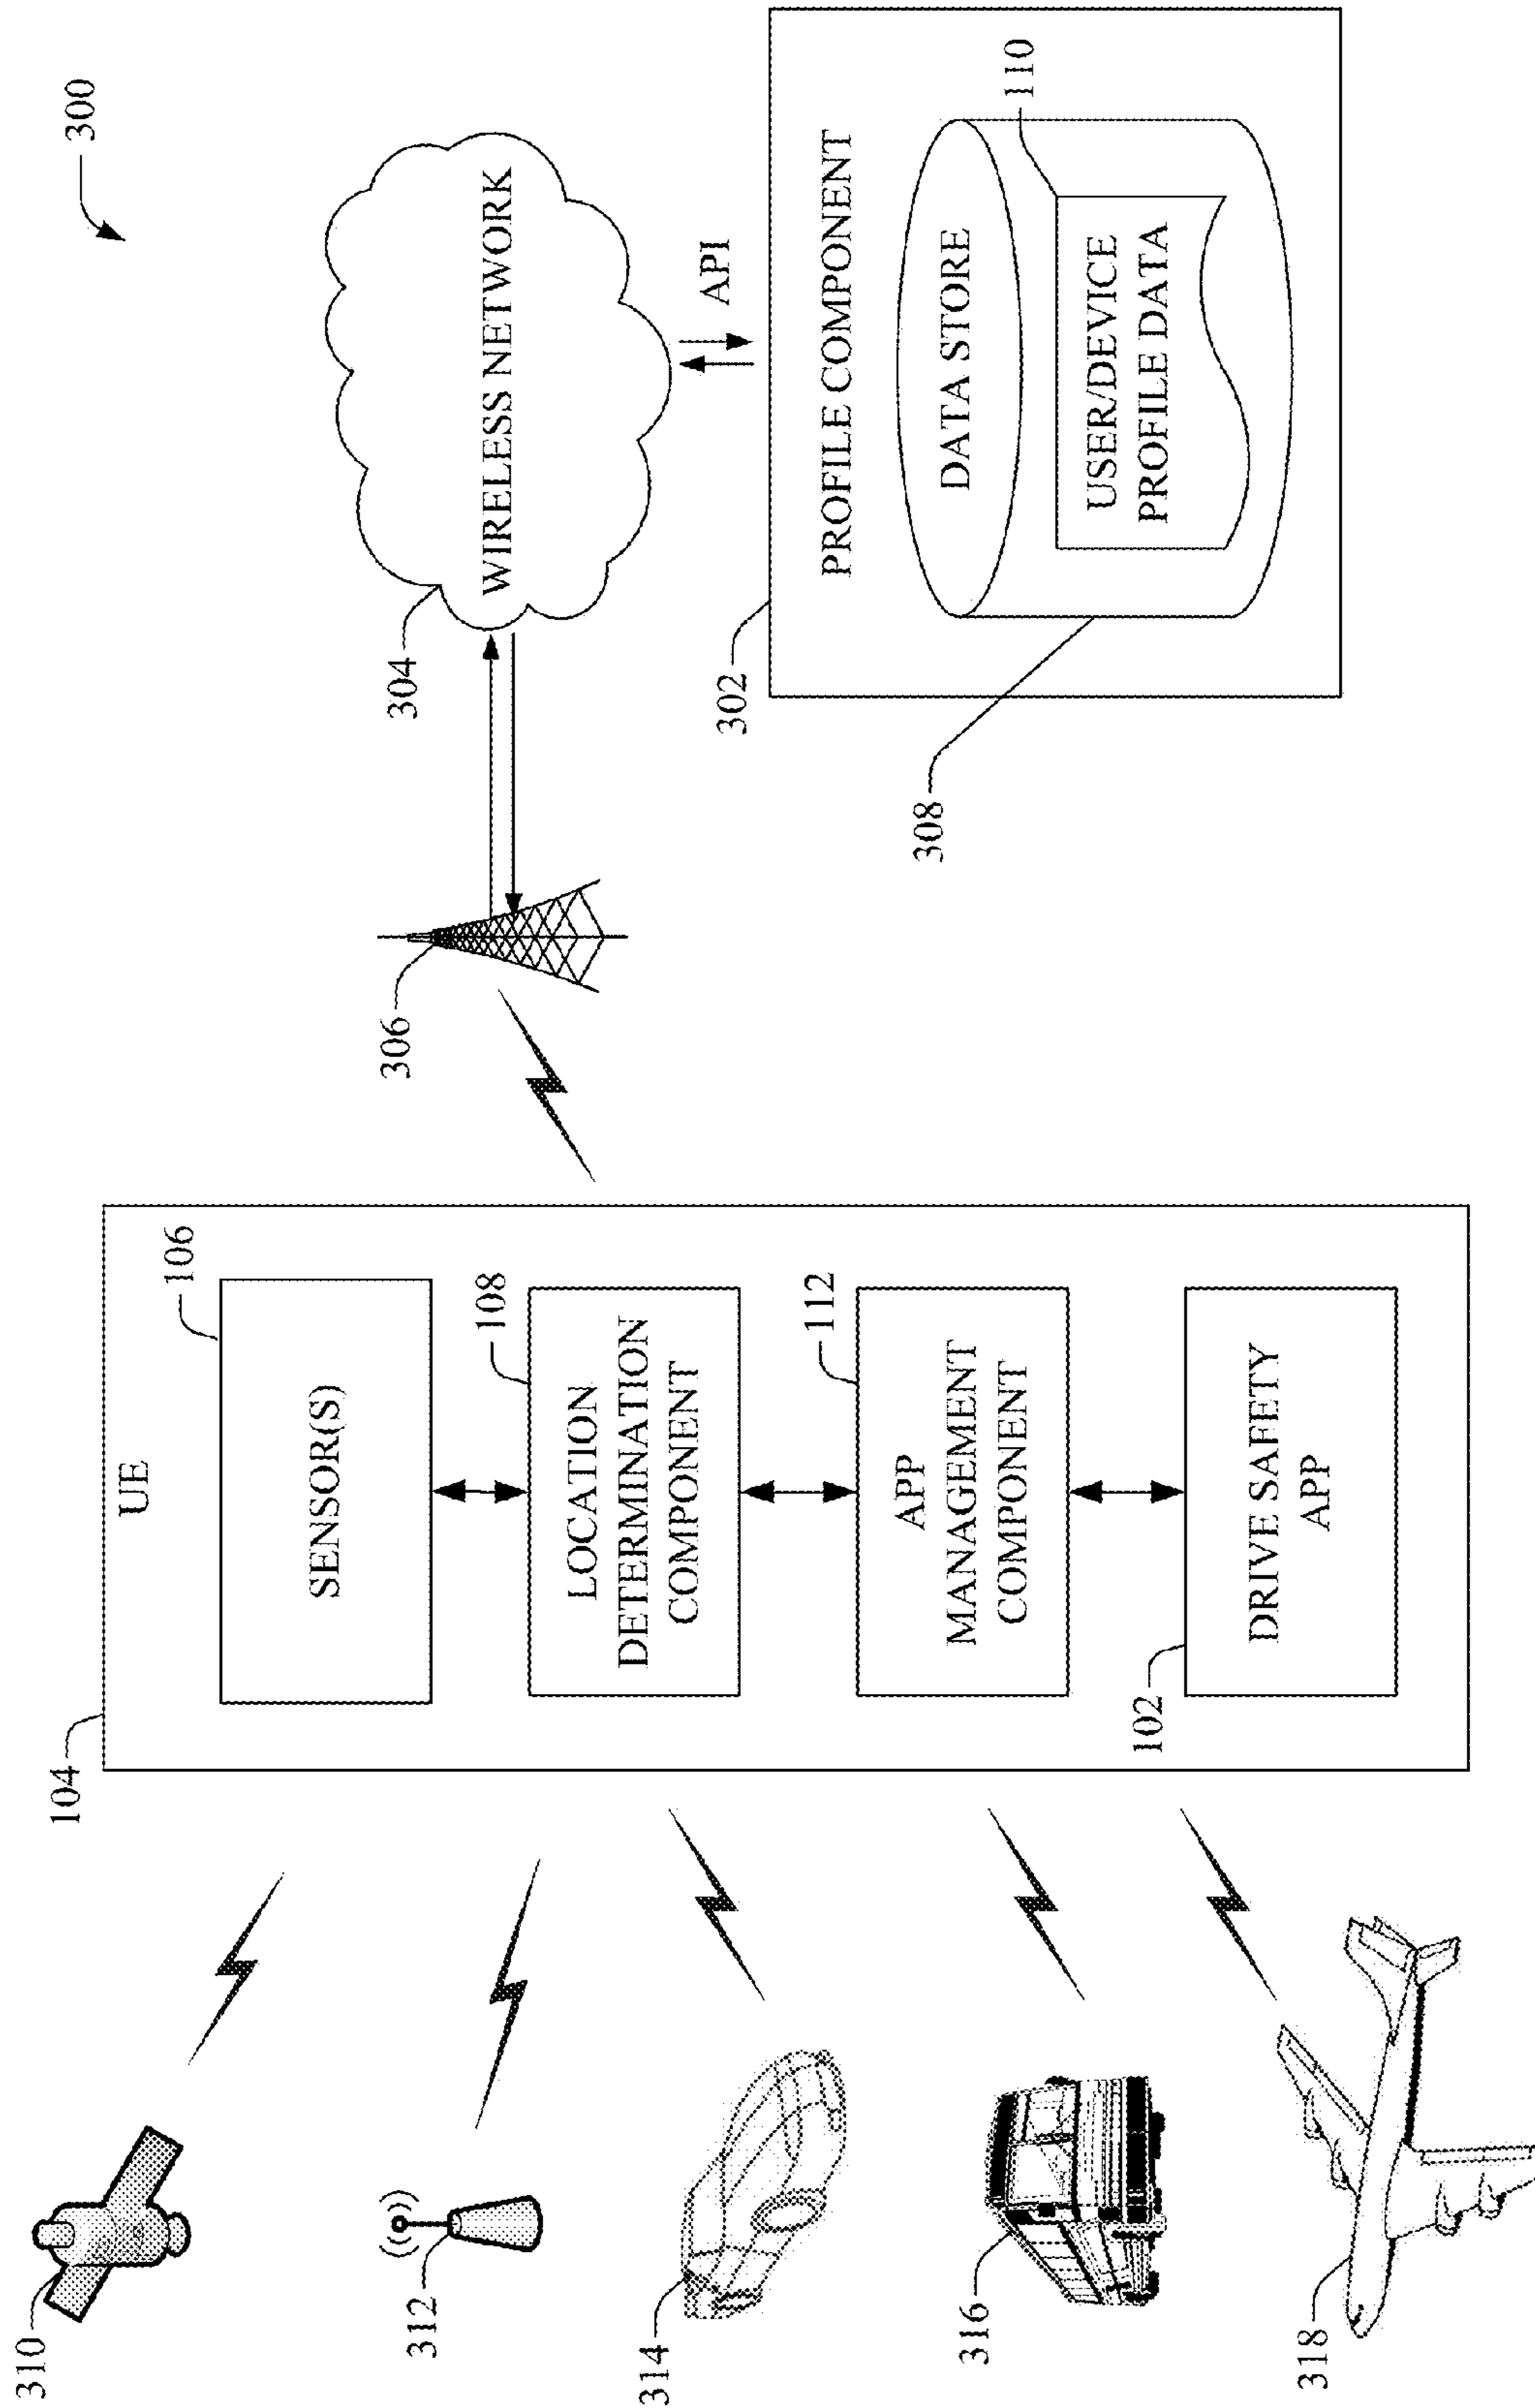 300
310
312
314
316
318
104
UE
106
SENSOR(S)
108
LOCATION
DETERMINATION
COMPONENT
112
APP
MANAGEMENT
COMPONENT
102
DRIVE SAFETY
APP
306
304
WIRELESS NETWORK
API
302
PROFILE COMPONENT
308
DATA STORE
110
USER/DEVICE
PROFILE DATA